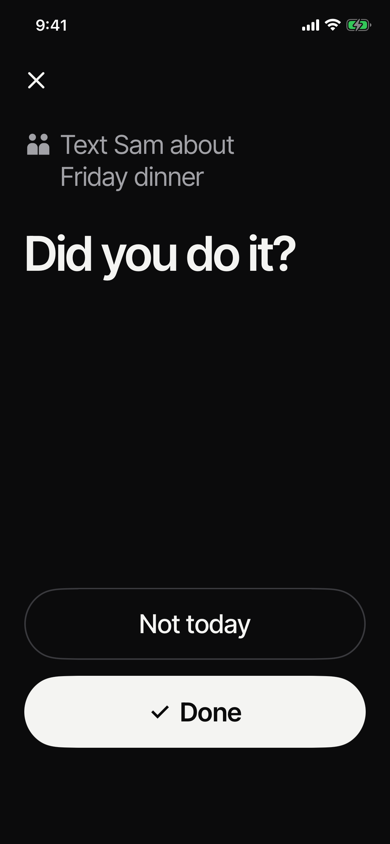 9:41
Text Sam about
Friday dinner
Did you do it?
Not today
Done